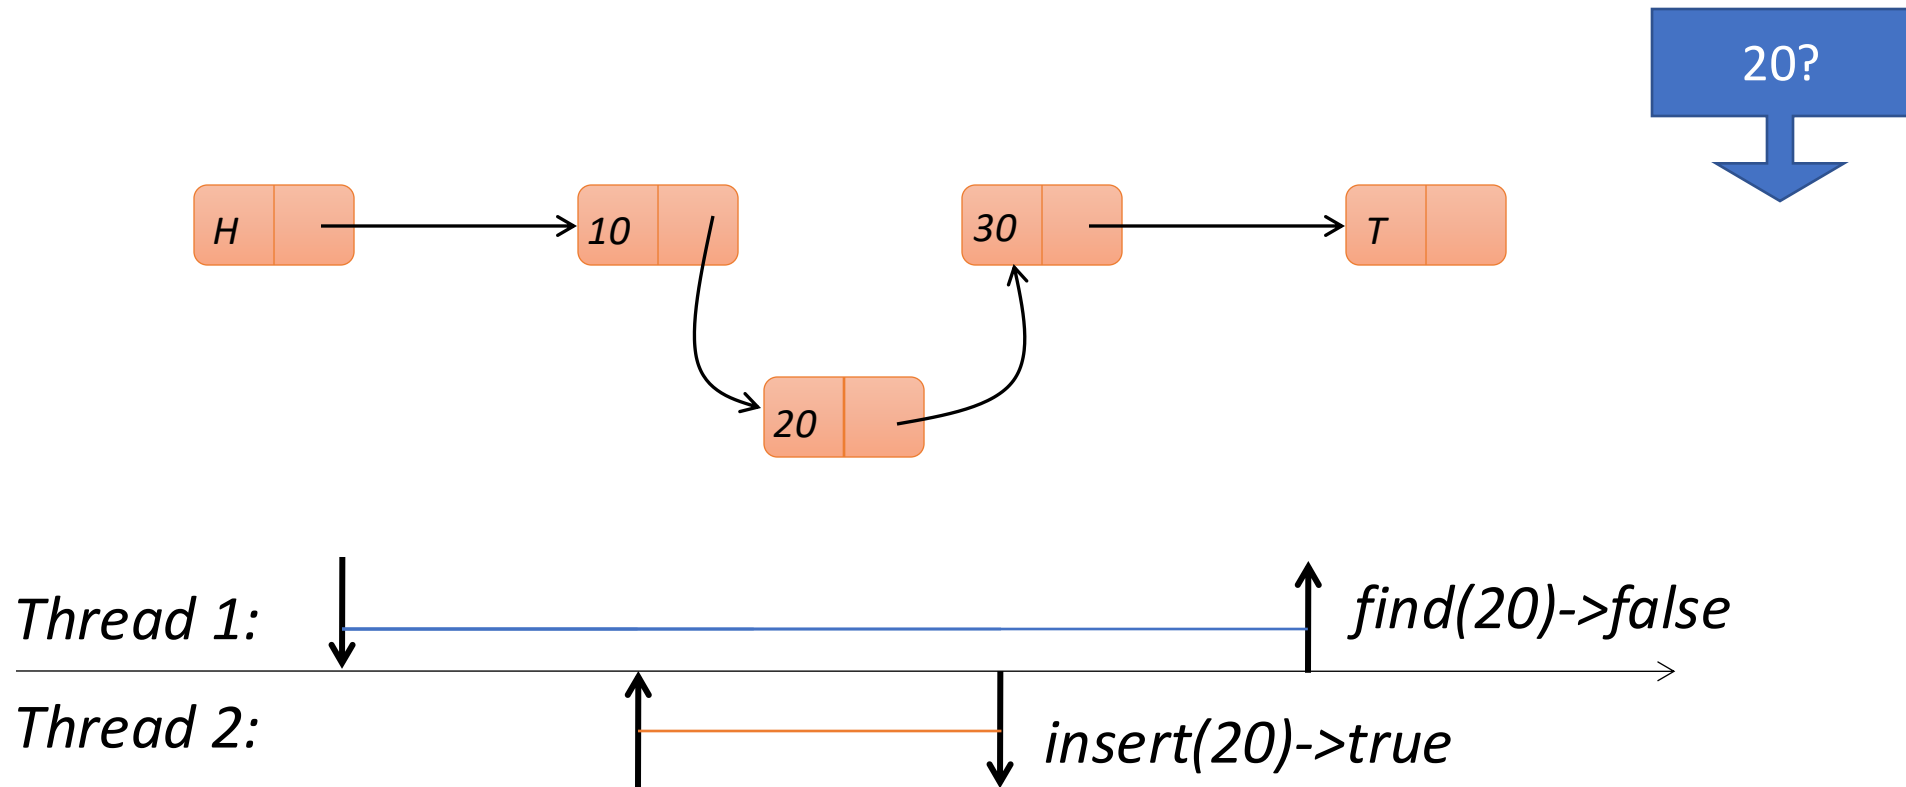 20?
H
10
30
T
20
Thread 1:
find(20)->false
Thread 2:
insert(20)->true